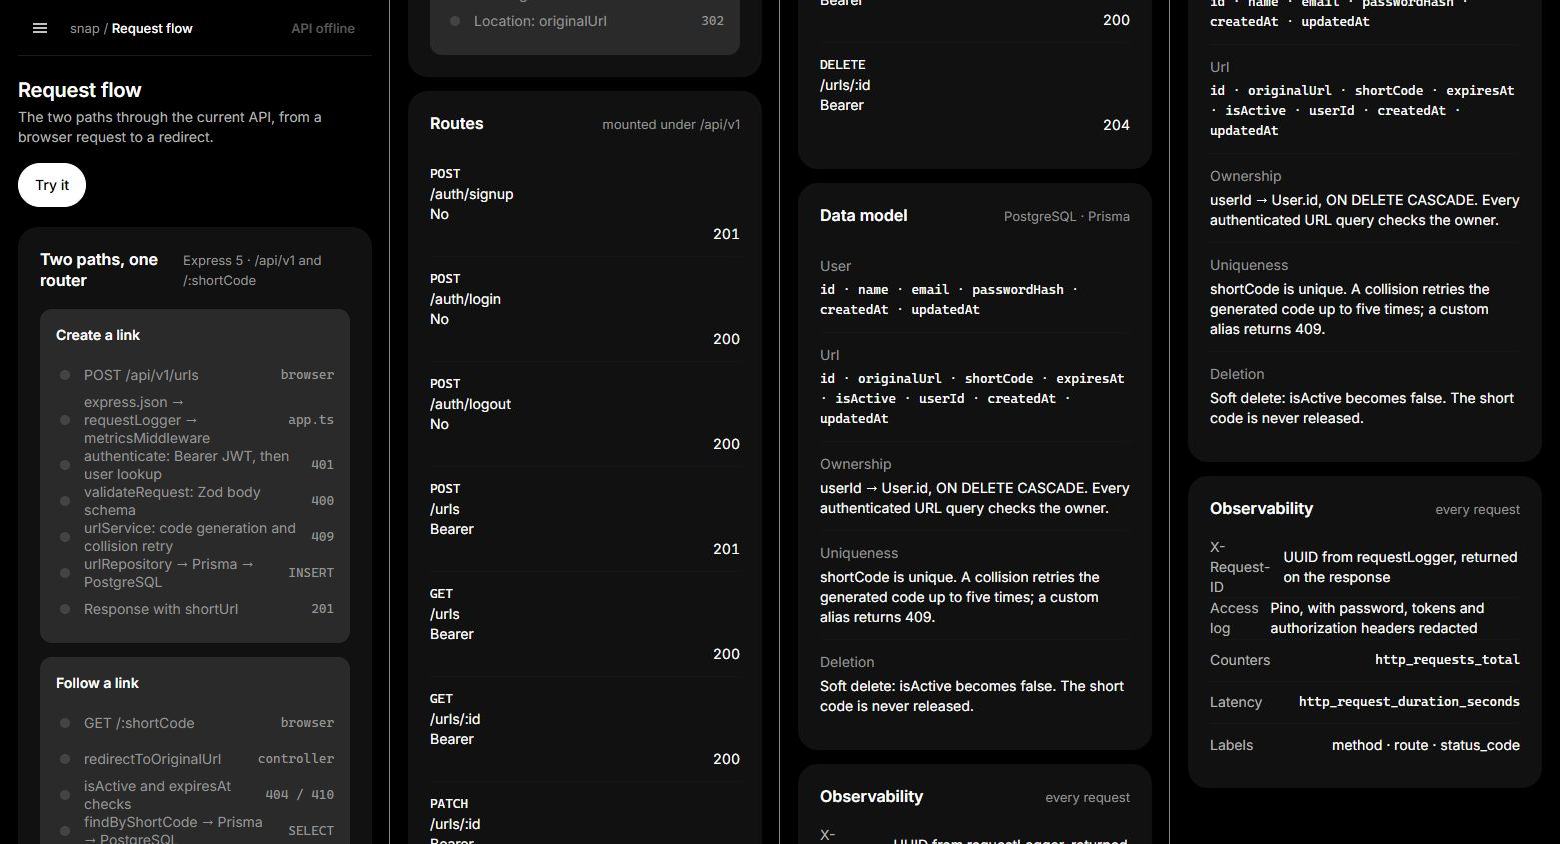 snap / Request flow
API offline
Request flow
The two paths through the current API, from a
browser request to a redirect.
Try it
Two paths, one
router
Express 5 · /api/v1 and
/:shortCode
Create a link
POST /api/v1/urls
browser
express.json →
requestLogger →
metricsMiddleware
app.ts
authenticate: Bearer JWT, then
user lookup
401
validateRequest: Zod body
schema
400
urlService: code generation and
collision retry
409
urlRepository → Prisma →
PostgreSQL
INSERT
Response with shortUrl
201
Follow a link
GET /:shortCode
browser
redirectToOriginalUrl
controller
isActive and expiresAt
checks
404 / 410
findByShortCode → Prisma
→ PostgreSQL
SELECT
Location: originalUrl
302
Routes
mounted under /api/v1
POST
/auth/signup
No
201
POST
/auth/login
No
200
POST
/auth/logout
No
200
POST
/urls
Bearer
201
GET
/urls
Bearer
200
GET
/urls/:id
Bearer
200
PATCH
/urls/:id
Bearer
Bearer
200
DELETE
/urls/:id
Bearer
204
Data model
PostgreSQL · Prisma
User
id · name · email · passwordHash ·
createdAt · updatedAt
Url
id · originalUrl · shortCode · expiresAt
· isActive · userId · createdAt ·
updatedAt
Ownership
userId → User.id, ON DELETE CASCADE. Every
authenticated URL query checks the owner.
Uniqueness
shortCode is unique. A collision retries the
generated code up to five times; a custom
alias returns 409.
Deletion
Soft delete: isActive becomes false. The short
code is never released.
Observability
every request
X-
UUID from requestLogger, returned
id · name · email · passwordHash ·
createdAt · updatedAt
Url
id · originalUrl · shortCode · expiresAt
· isActive · userId · createdAt ·
updatedAt
Ownership
userId → User.id, ON DELETE CASCADE. Every
authenticated URL query checks the owner.
Uniqueness
shortCode is unique. A collision retries the
generated code up to five times; a custom
alias returns 409.
Deletion
Soft delete: isActive becomes false. The short
code is never released.
Observability
every request
X-
Request-
ID
UUID from requestLogger, returned
on the response
Access
log
Pino, with password, tokens and
authorization headers redacted
Counters
http_requests_total
Latency
http_request_duration_seconds
Labels
method · route · status_code